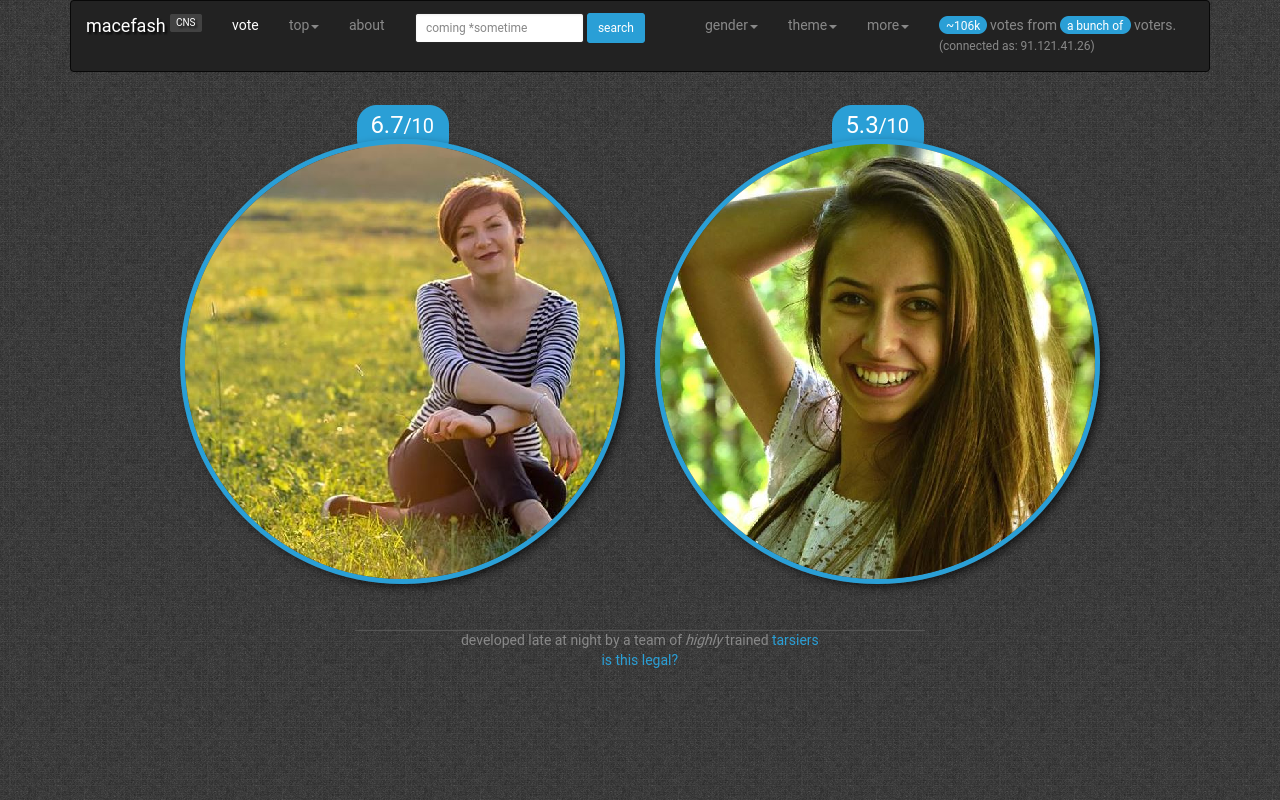 macefash CNS vote top about coming *sometime search gender theme more ~106k votes from a bunch of voters.
(connected as: 91.121.41.26)
6.7/10 5.3/10
developed late at night by a team of highly trained tarsiers
is this legal?